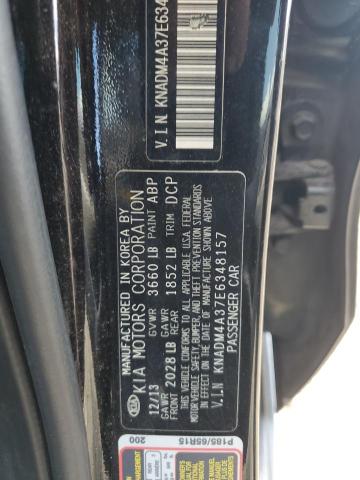 V.I.N KNADM4A37E634
MANUFACTURED IN KOREA BY
KIA MOTORS CORPORATION
12/13 GVWR 3660 LB PAINT ABP
GAWR FRONT 2028 LB GAWR REAR 1852 LB TRIM DCP
THIS VEHICLE CONFORMS TO ALL APPLICABLE U.S.A. FEDERAL
MOTOR VEHICLE SAFETY, BUMPER, AND THEFT PREVENTION STANDARDS
IN EFFECT ON THE DATE OF MANUFACTURE SHOWN ABOVE.
V.I.N KNADM4A37E6348157
PASSENGER CAR
P185/65R15
200